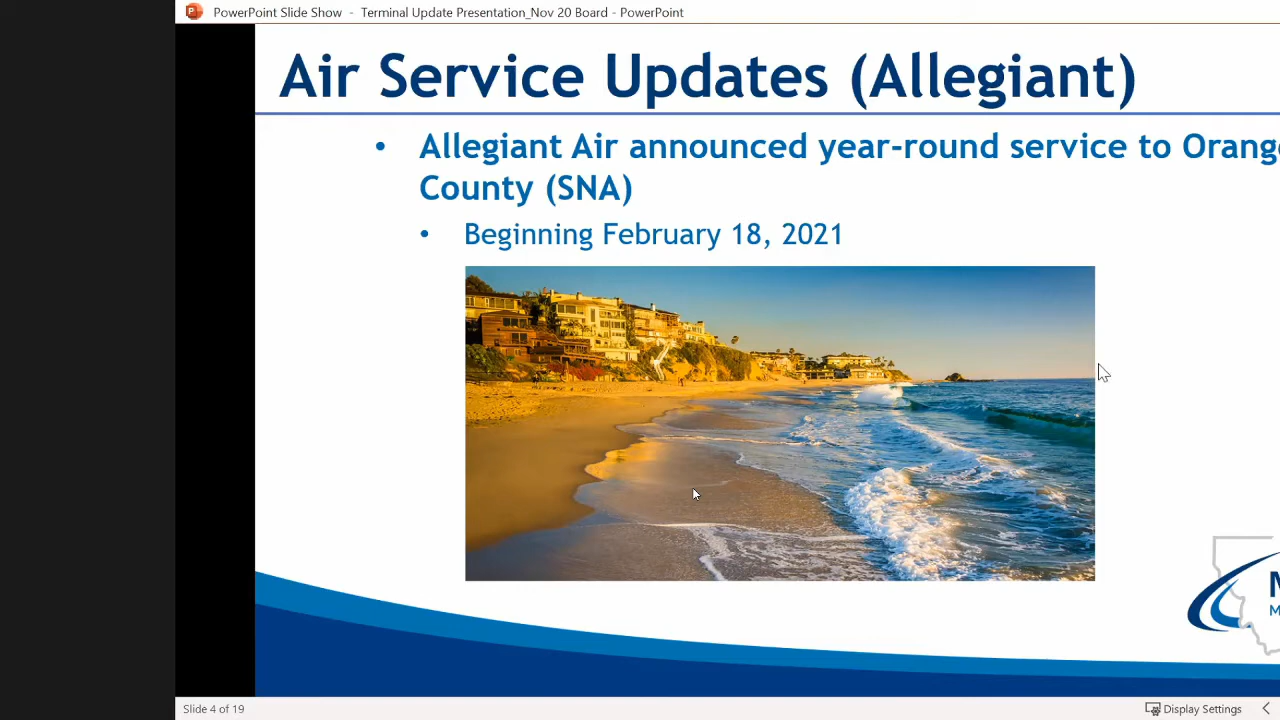 PowerPoint Slide Show - Terminal Update Presentation_Nov 20 Board - PowerPoint
Air Service Updates (Allegiant)
• Allegiant Air announced year-round service to Orange
County (SNA)
• Beginning February 18, 2021
M
M
Slide 4 of 19
Display Settings